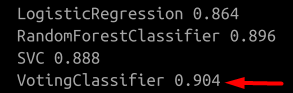 LogisticRegression 0.864
RandomForestClassifier 0.896
SVC 0.888
VotingClassifier 0.904